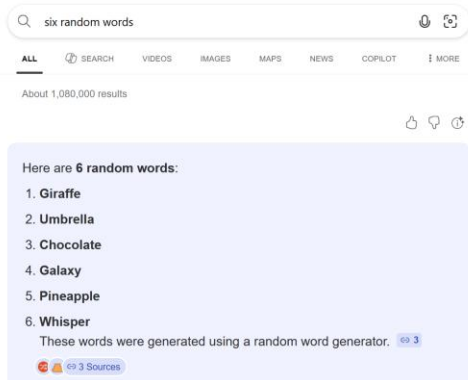 six random words
ALL SEARCH VIDEOS IMAGES MAPS NEWS COPILOT MORE
About 1,080,000 results
Here are 6 random words:
1. Giraffe
2. Umbrella
3. Chocolate
4. Galaxy
5. Pineapple
6. Whisper
These words were generated using a random word generator. 3
3 Sources